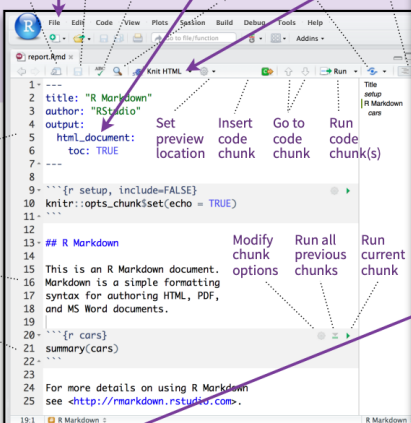 R
File Edit Code View Plots Session Build Debug Tools Help
Go to file/function
Addins
report.Rmd
ABC
Knit HTML
Run
Title
setup
R Markdown
cars
1 ---
2 title: "R Markdown"
3 author: "RStudio"
4 output:
5 html_document:
6 toc: TRUE
7 ---
8
9 ```{r setup, include=FALSE}
10 knitr::opts_chunk$set(echo = TRUE)
11 ```
12
13 ## R Markdown
14
15 This is an R Markdown document.
16 Markdown is a simple formatting
17 syntax for authoring HTML, PDF,
18 and MS Word documents.
19
20 ```{r cars}
21 summary(cars)
22 ```
23
24 For more details on using R Markdown
25 see <http://rmarkdown.rstudio.com>.
Set
preview
location
Insert
code
chunk
Go to
code
chunk
Run
code
chunk(s)
Modify
chunk
options
Run all
previous
chunks
Run
current
chunk
19:1 R Markdown R Markdown